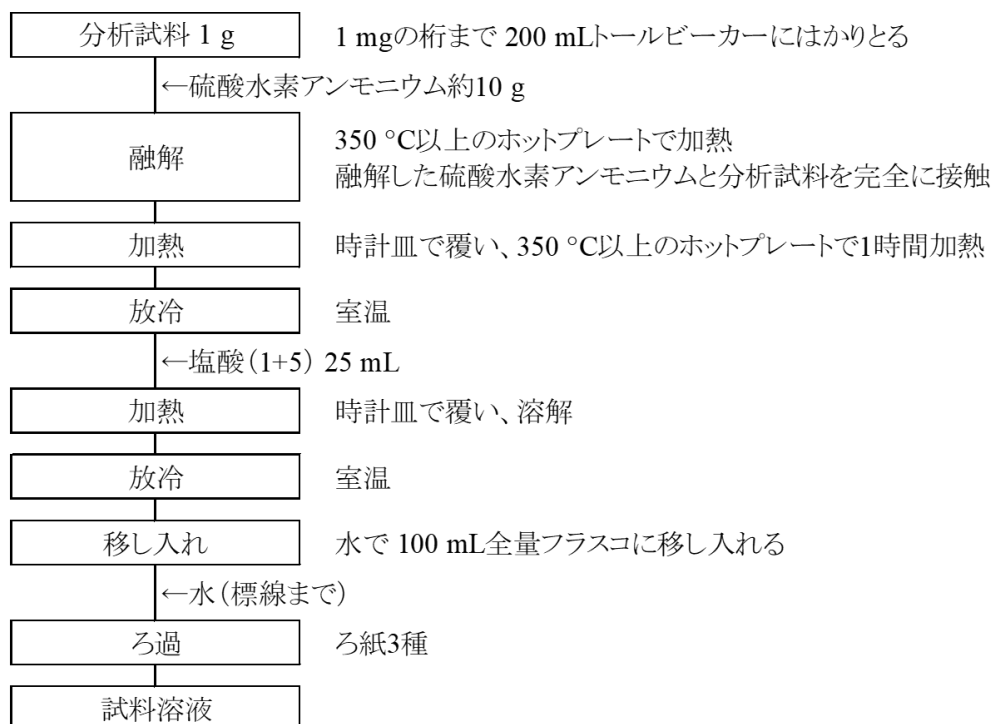 分析試料 1 g 1 mgの桁まで 200 mLトールビーカーにはかりとる
←硫酸水素アンモニウム約10 g
融解
350 °C以上のホットプレートで加熱
融解した硫酸水素アンモニウムと分析試料を完全に接触
加熱 時計皿で覆い、350 °C以上のホットプレートで1時間加熱
放冷 室温
←塩酸(1+5) 25 mL
加熱 時計皿で覆い、溶解
放冷 室温
移し入れ 水で 100 mL全量フラスコに移し入れる
←水(標線まで)
ろ過 ろ紙3種
試料溶液